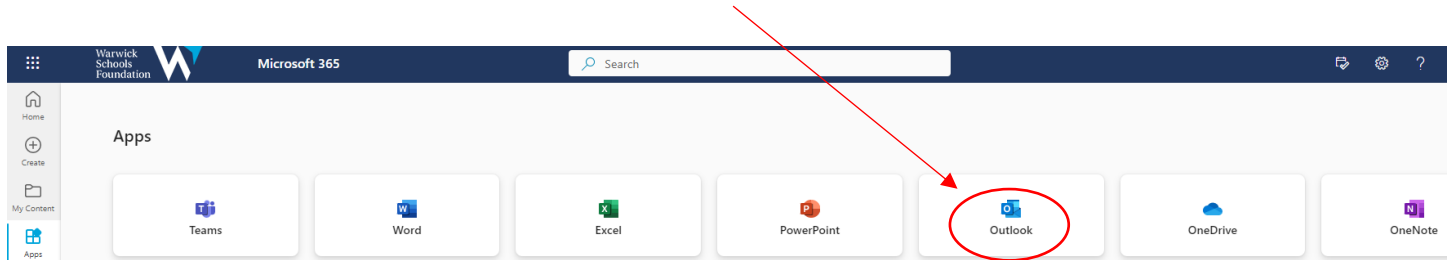 Warwick
Schools
Foundation
Microsoft 365
Search
?
Home
Create
My Content
Apps
Apps
Teams
Word
Excel
PowerPoint
Outlook
OneDrive
OneNote